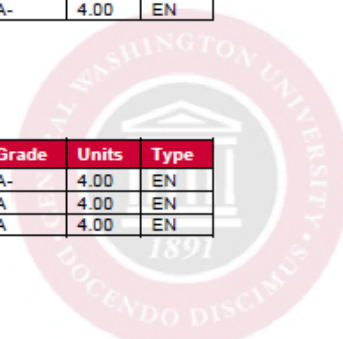 A- 4.00 EN
Grade Units Type
A- 4.00 EN
A 4.00 EN
A 4.00 EN
CENTRAL WASHINGTON UNIVERSITY
1891
DOCENDO DISCIMUS